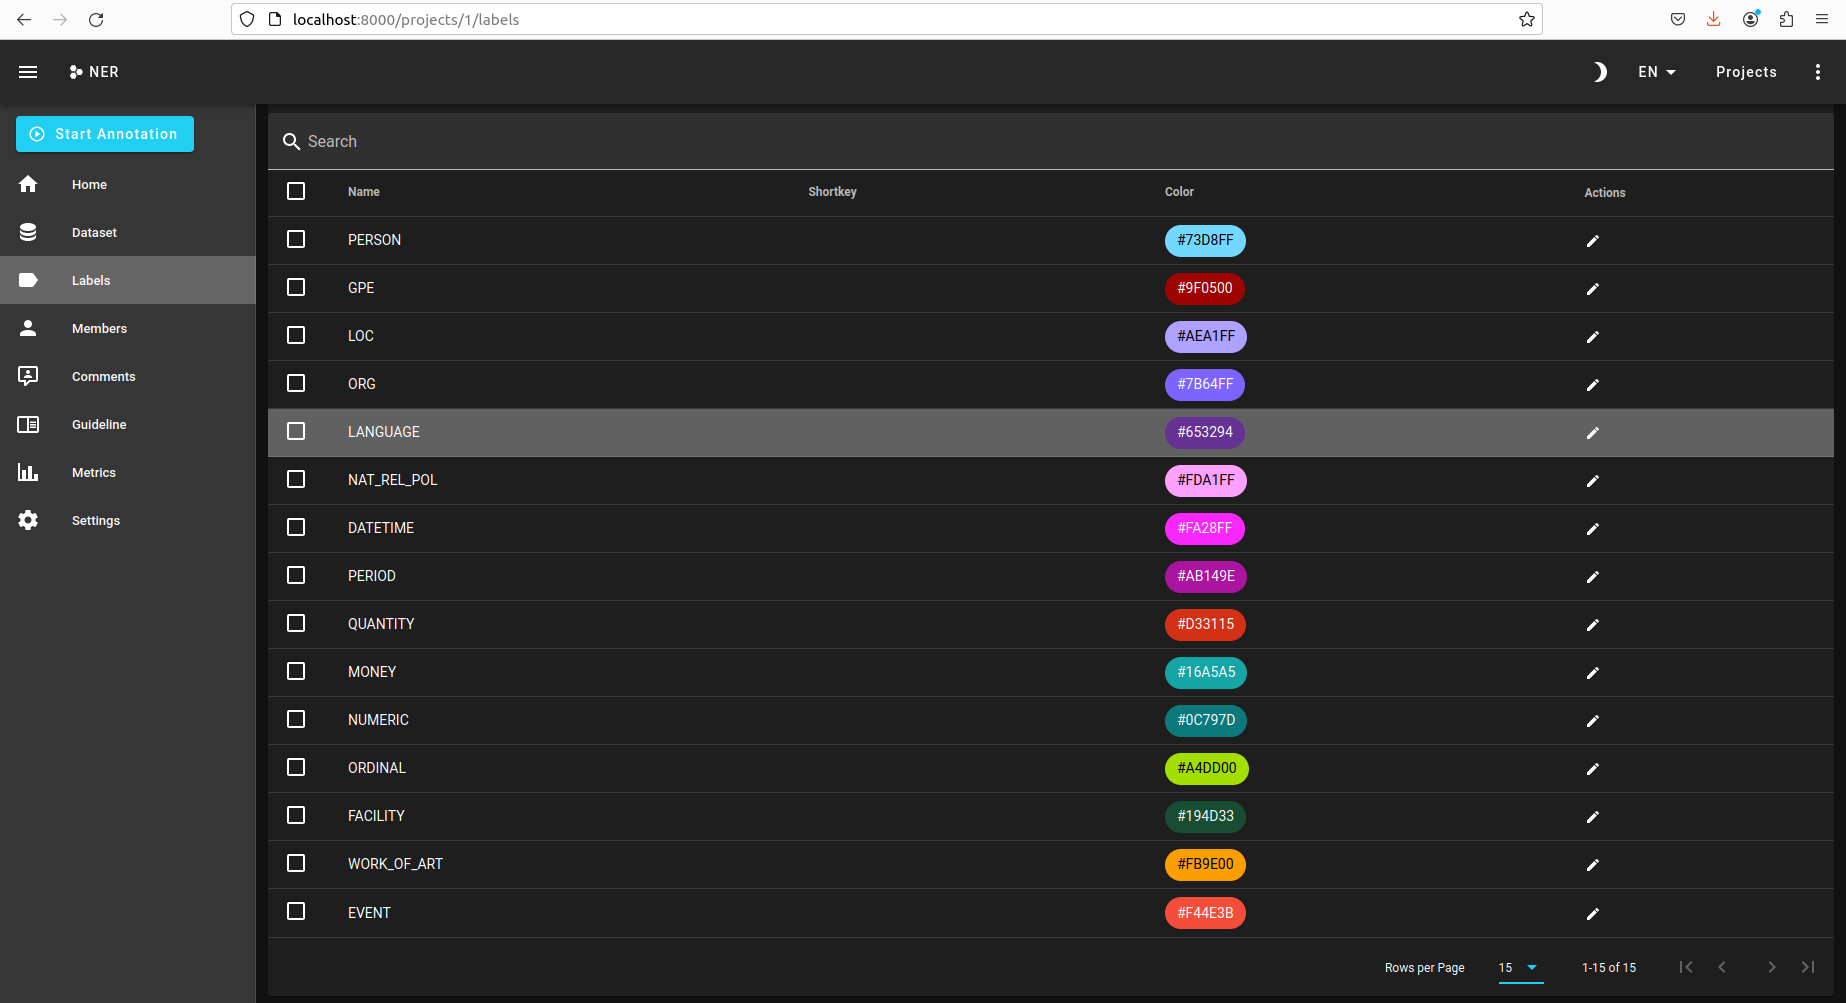 localhost:8000/projects/1/labels
NER EN Projects
Start Annotation
Home
Dataset
Labels
Members
Comments
Guideline
Metrics
Settings
Search
Name Shortkey Color Actions
PERSON #73D8FF
GPE #9F0500
LOC #AEA1FF
ORG #7B64FF
LANGUAGE #653294
NAT_REL_POL #FDA1FF
DATETIME #FA28FF
PERIOD #AB149E
QUANTITY #D33115
MONEY #16A5A5
NUMERIC #0C797D
ORDINAL #A4DD00
FACILITY #194D33
WORK_OF_ART #FB9E00
EVENT #F44E3B
Rows per Page 15 1-15 of 15